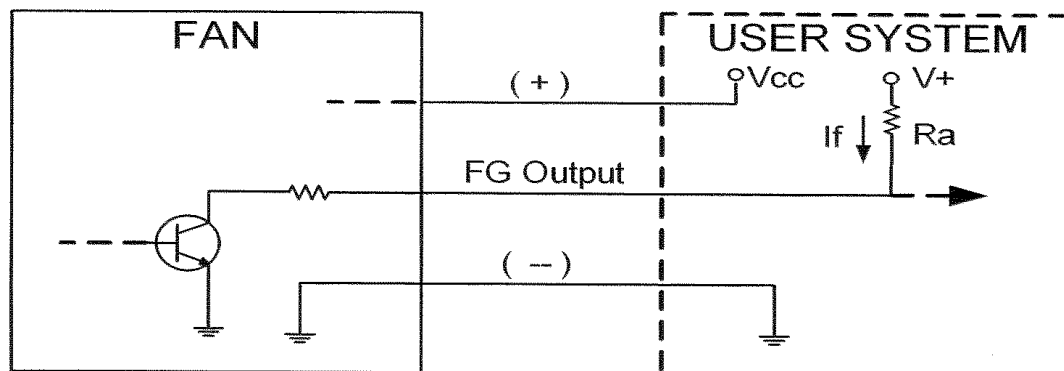 FAN
USER SYSTEM
( + )
Vcc
V+
If
Ra
FG Output
( -- )